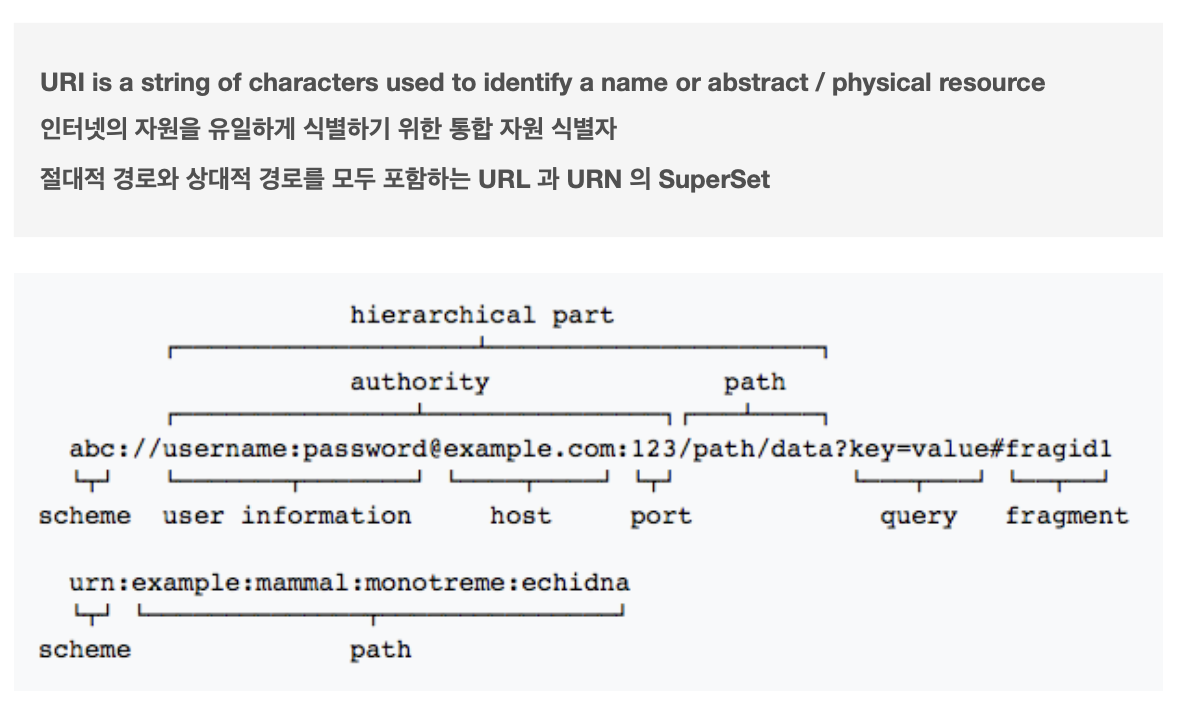 URI is a string of characters used to identify a name or abstract / physical resource
인터넷의 자원을 유일하게 식별하기 위한 통합 자원 식별자
절대적 경로와 상대적 경로를 모두 포함하는 URL 과 URN 의 SuperSet
hierarchical part
authority path
abc://username:password@example.com:123/path/data?key=value#fragid1
scheme user information host port query fragment
urn:example:mammal:monotreme:echidna
scheme path